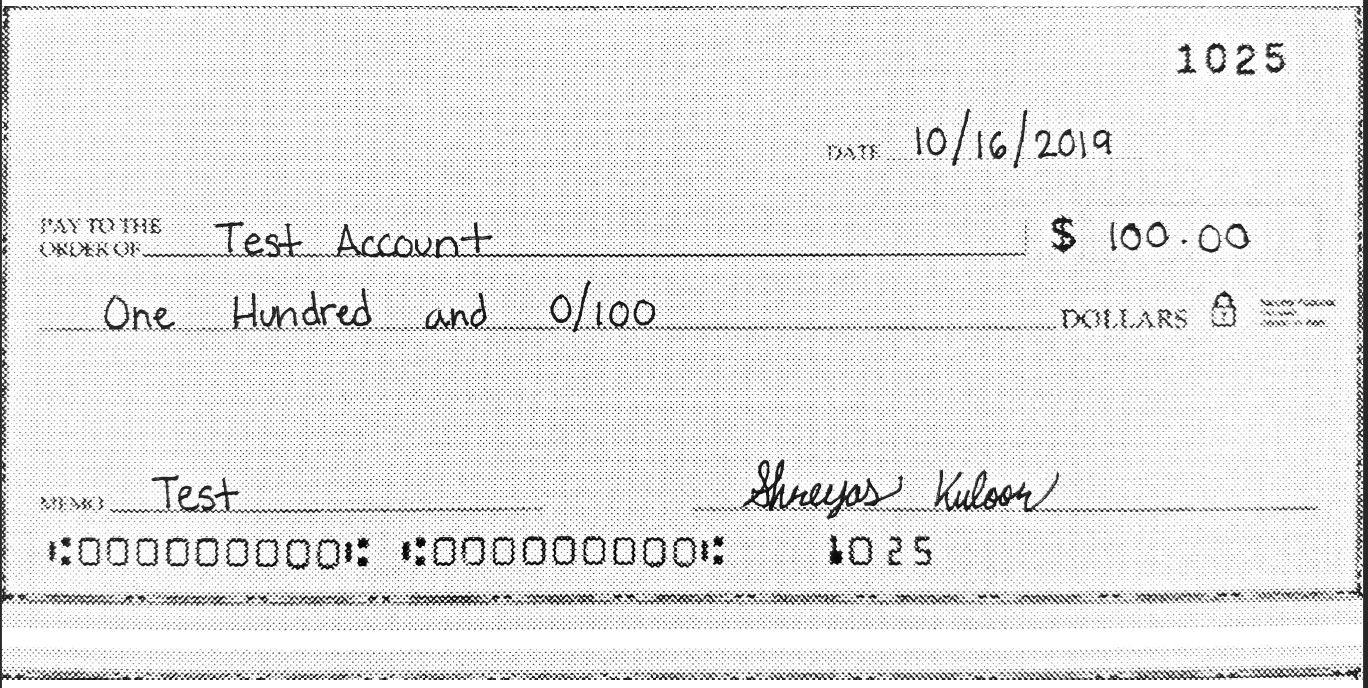 1025
DATE 10/16/2019
PAY TO THE
ORDER OF Test Account $ 100.00
One Hundred and 0/100 DOLLARS
MEMO Test Shreyas Kuloor
⑆000000000⑆ ⑆000000000⑆ 1025